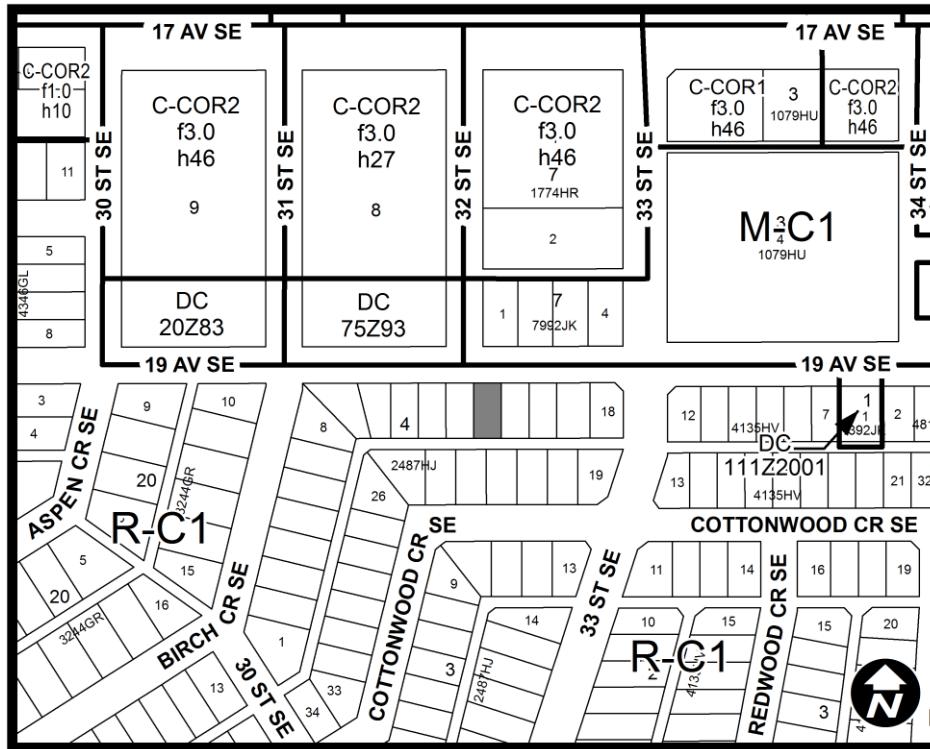 17 AV SE
17 AV SE
C-COR2
f1.0
h10
C-COR2
f3.0
h46
9
C-COR2
f3.0
h27
8
C-COR2
f3.0
h46
7
1774HR
2
C-COR1
f3.0
h46
3
1079HU
C-COR2
f3.0
h46
30 ST SE
31 ST SE
32 ST SE
33 ST SE
34 ST SE
11
5
4346GL
8
M-C1
3
4
1079HU
DC
20Z83
DC
75Z93
1
7
7992JK
4
19 AV SE
19 AV SE
3
4
9
10
8
4
18
12
4135HV
7
1
1
392JK
2
481
DC
111Z2001
ASPEN CR SE
20
3244GR
R-C1
15
2487HJ
26
19
13
4135HV
21
32
COTTONWOOD CR SE
5
20
16
3244GR
BIRCH CR SE
1
COTTONWOOD CR SE
9
13
14
3
2487HJ
33 ST SE
11
14
16
19
10
15
R-C1
REDWOOD CR SE
15
20
3
13
30 ST SE
33
34
N